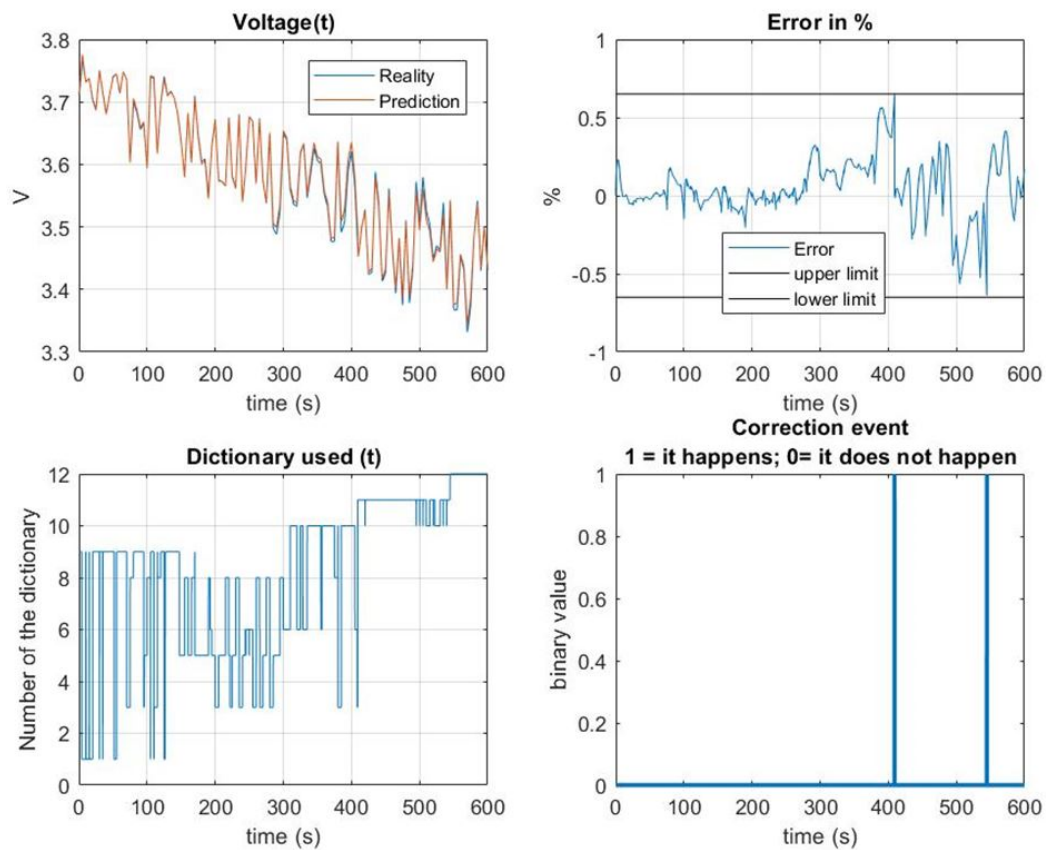 Voltage(t)
3.8
3.7
3.6
3.5
3.4
3.3
V
Reality
Prediction
0 100 200 300 400 500 600
time (s)
Error in %
1
0.5
0
-0.5
-1
%
Error
upper limit
lower limit
0 100 200 300 400 500 600
time (s)
Dictionary used (t)
12
10
8
6
4
2
0
Number of the dictionary
0 100 200 300 400 500 600
time (s)
Correction event
1 = it happens; 0= it does not happen
1
0.8
0.6
0.4
0.2
0
binary value
0 100 200 300 400 500 600
time (s)